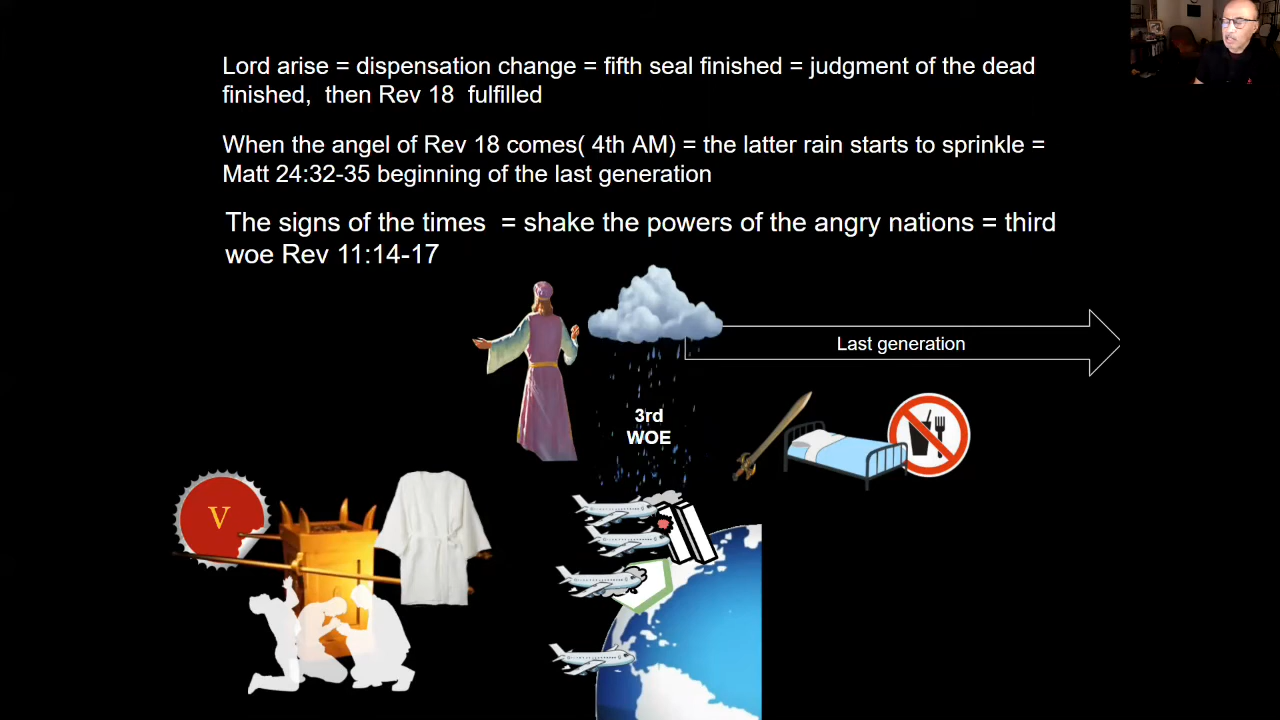 Lord arise = dispensation change = fifth seal finished = judgment of the dead
finished,  then Rev 18  fulfilled
When the angel of Rev 18 comes( 4th AM) = the latter rain starts to sprinkle =
Matt 24:32-35 beginning of the last generation
The signs of the times  = shake the powers of the angry nations = third
woe Rev 11:14-17
Last generation
3rd
WOE
V